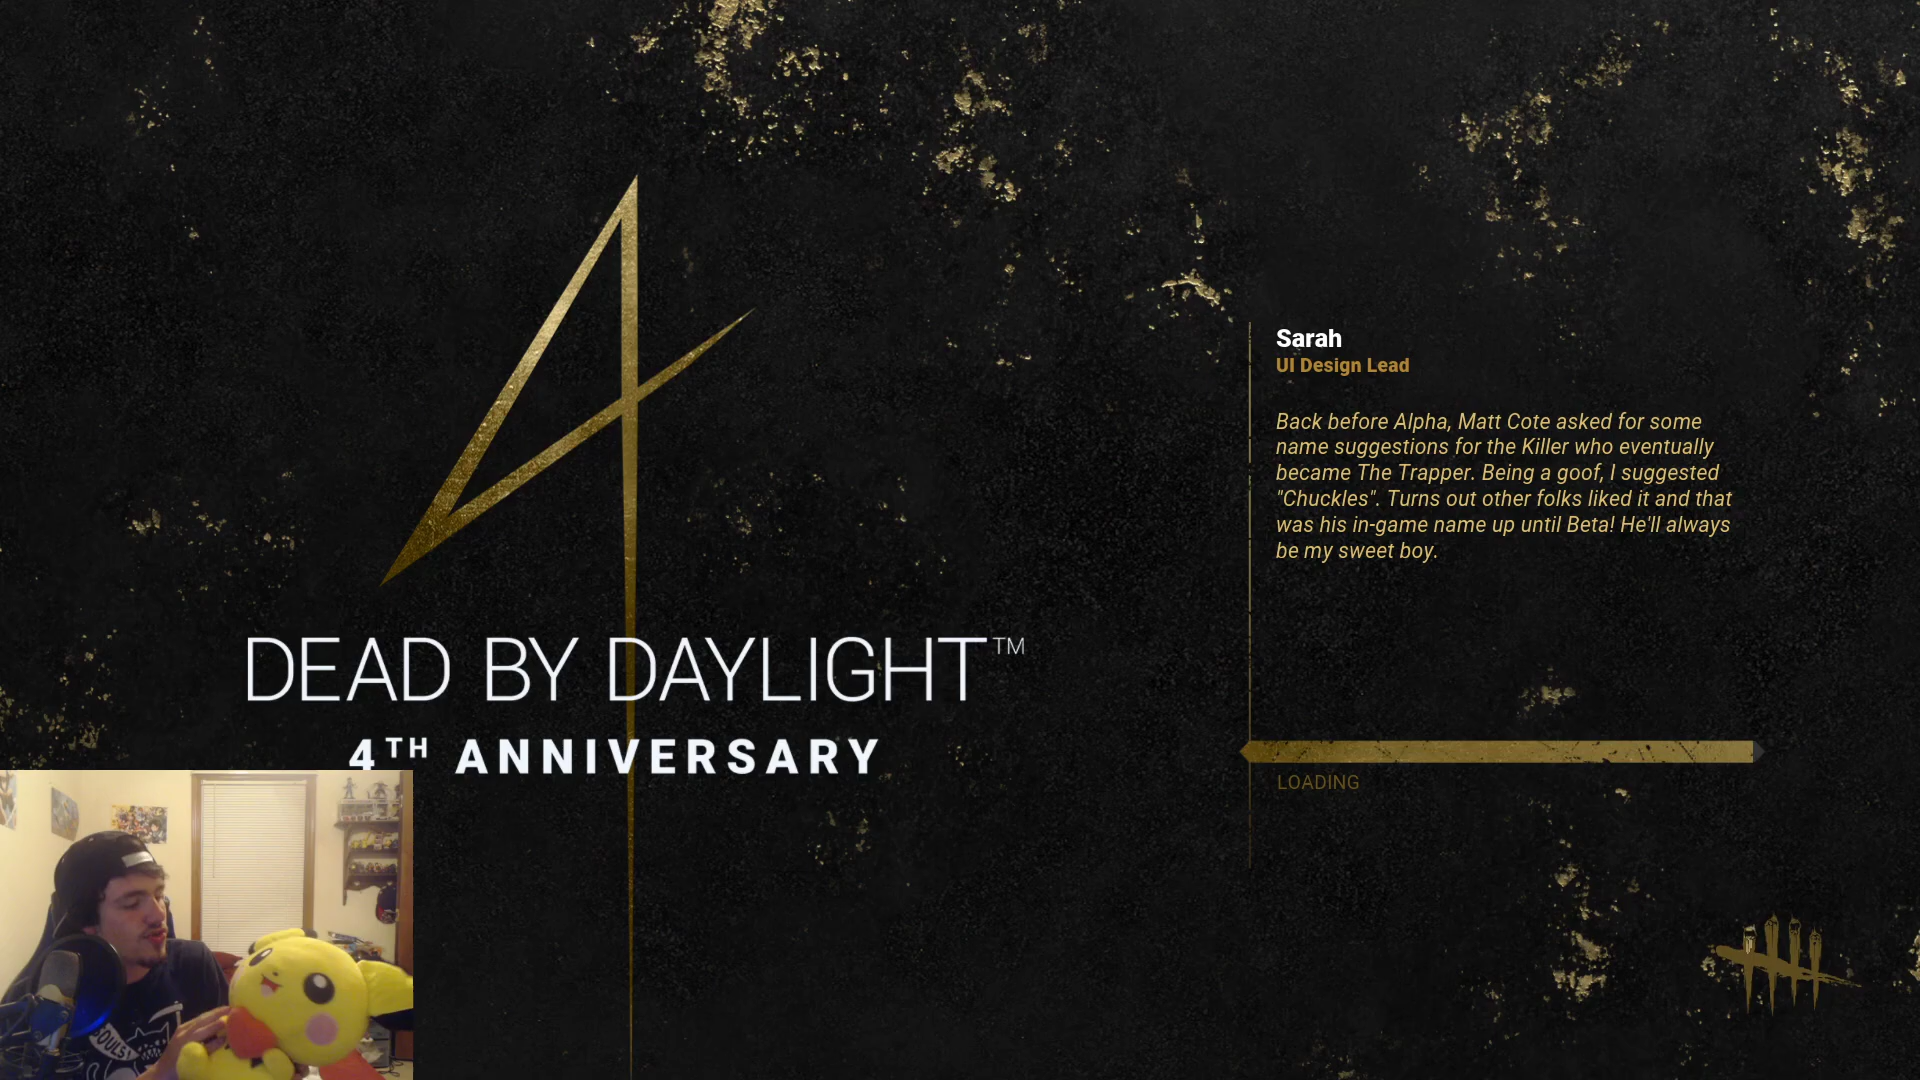 DEAD BY DAYLIGHT™
4TH ANNIVERSARY
Sarah
UI Design Lead
Back before Alpha, Matt Cote asked for some
name suggestions for the Killer who eventually
became The Trapper. Being a goof, I suggested
"Chuckles". Turns out other folks liked it and that
was his in-game name up until Beta! He'll always
be my sweet boy.
LOADING
SOULS!